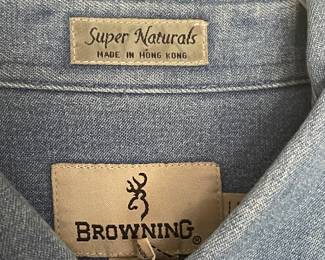 Super Naturals
MADE IN HONG KONG
BROWNING®